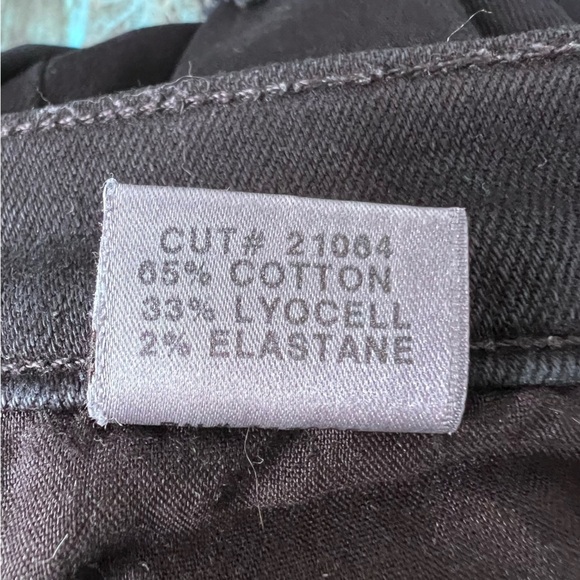 CUT# 21064
65% COTTON
33% LYOCELL
2% ELASTANE